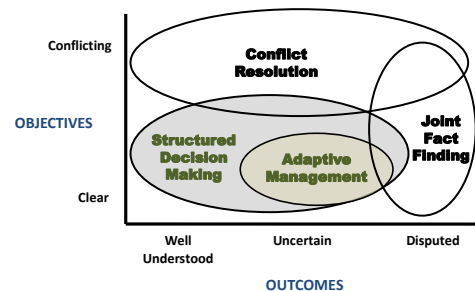 Conflicting
Conflict
Resolution
OBJECTIVES
Structured
Decision
Making
Adaptive
Management
Joint
Fact
Finding
Clear
Well
Understood
Uncertain
Disputed
OUTCOMES